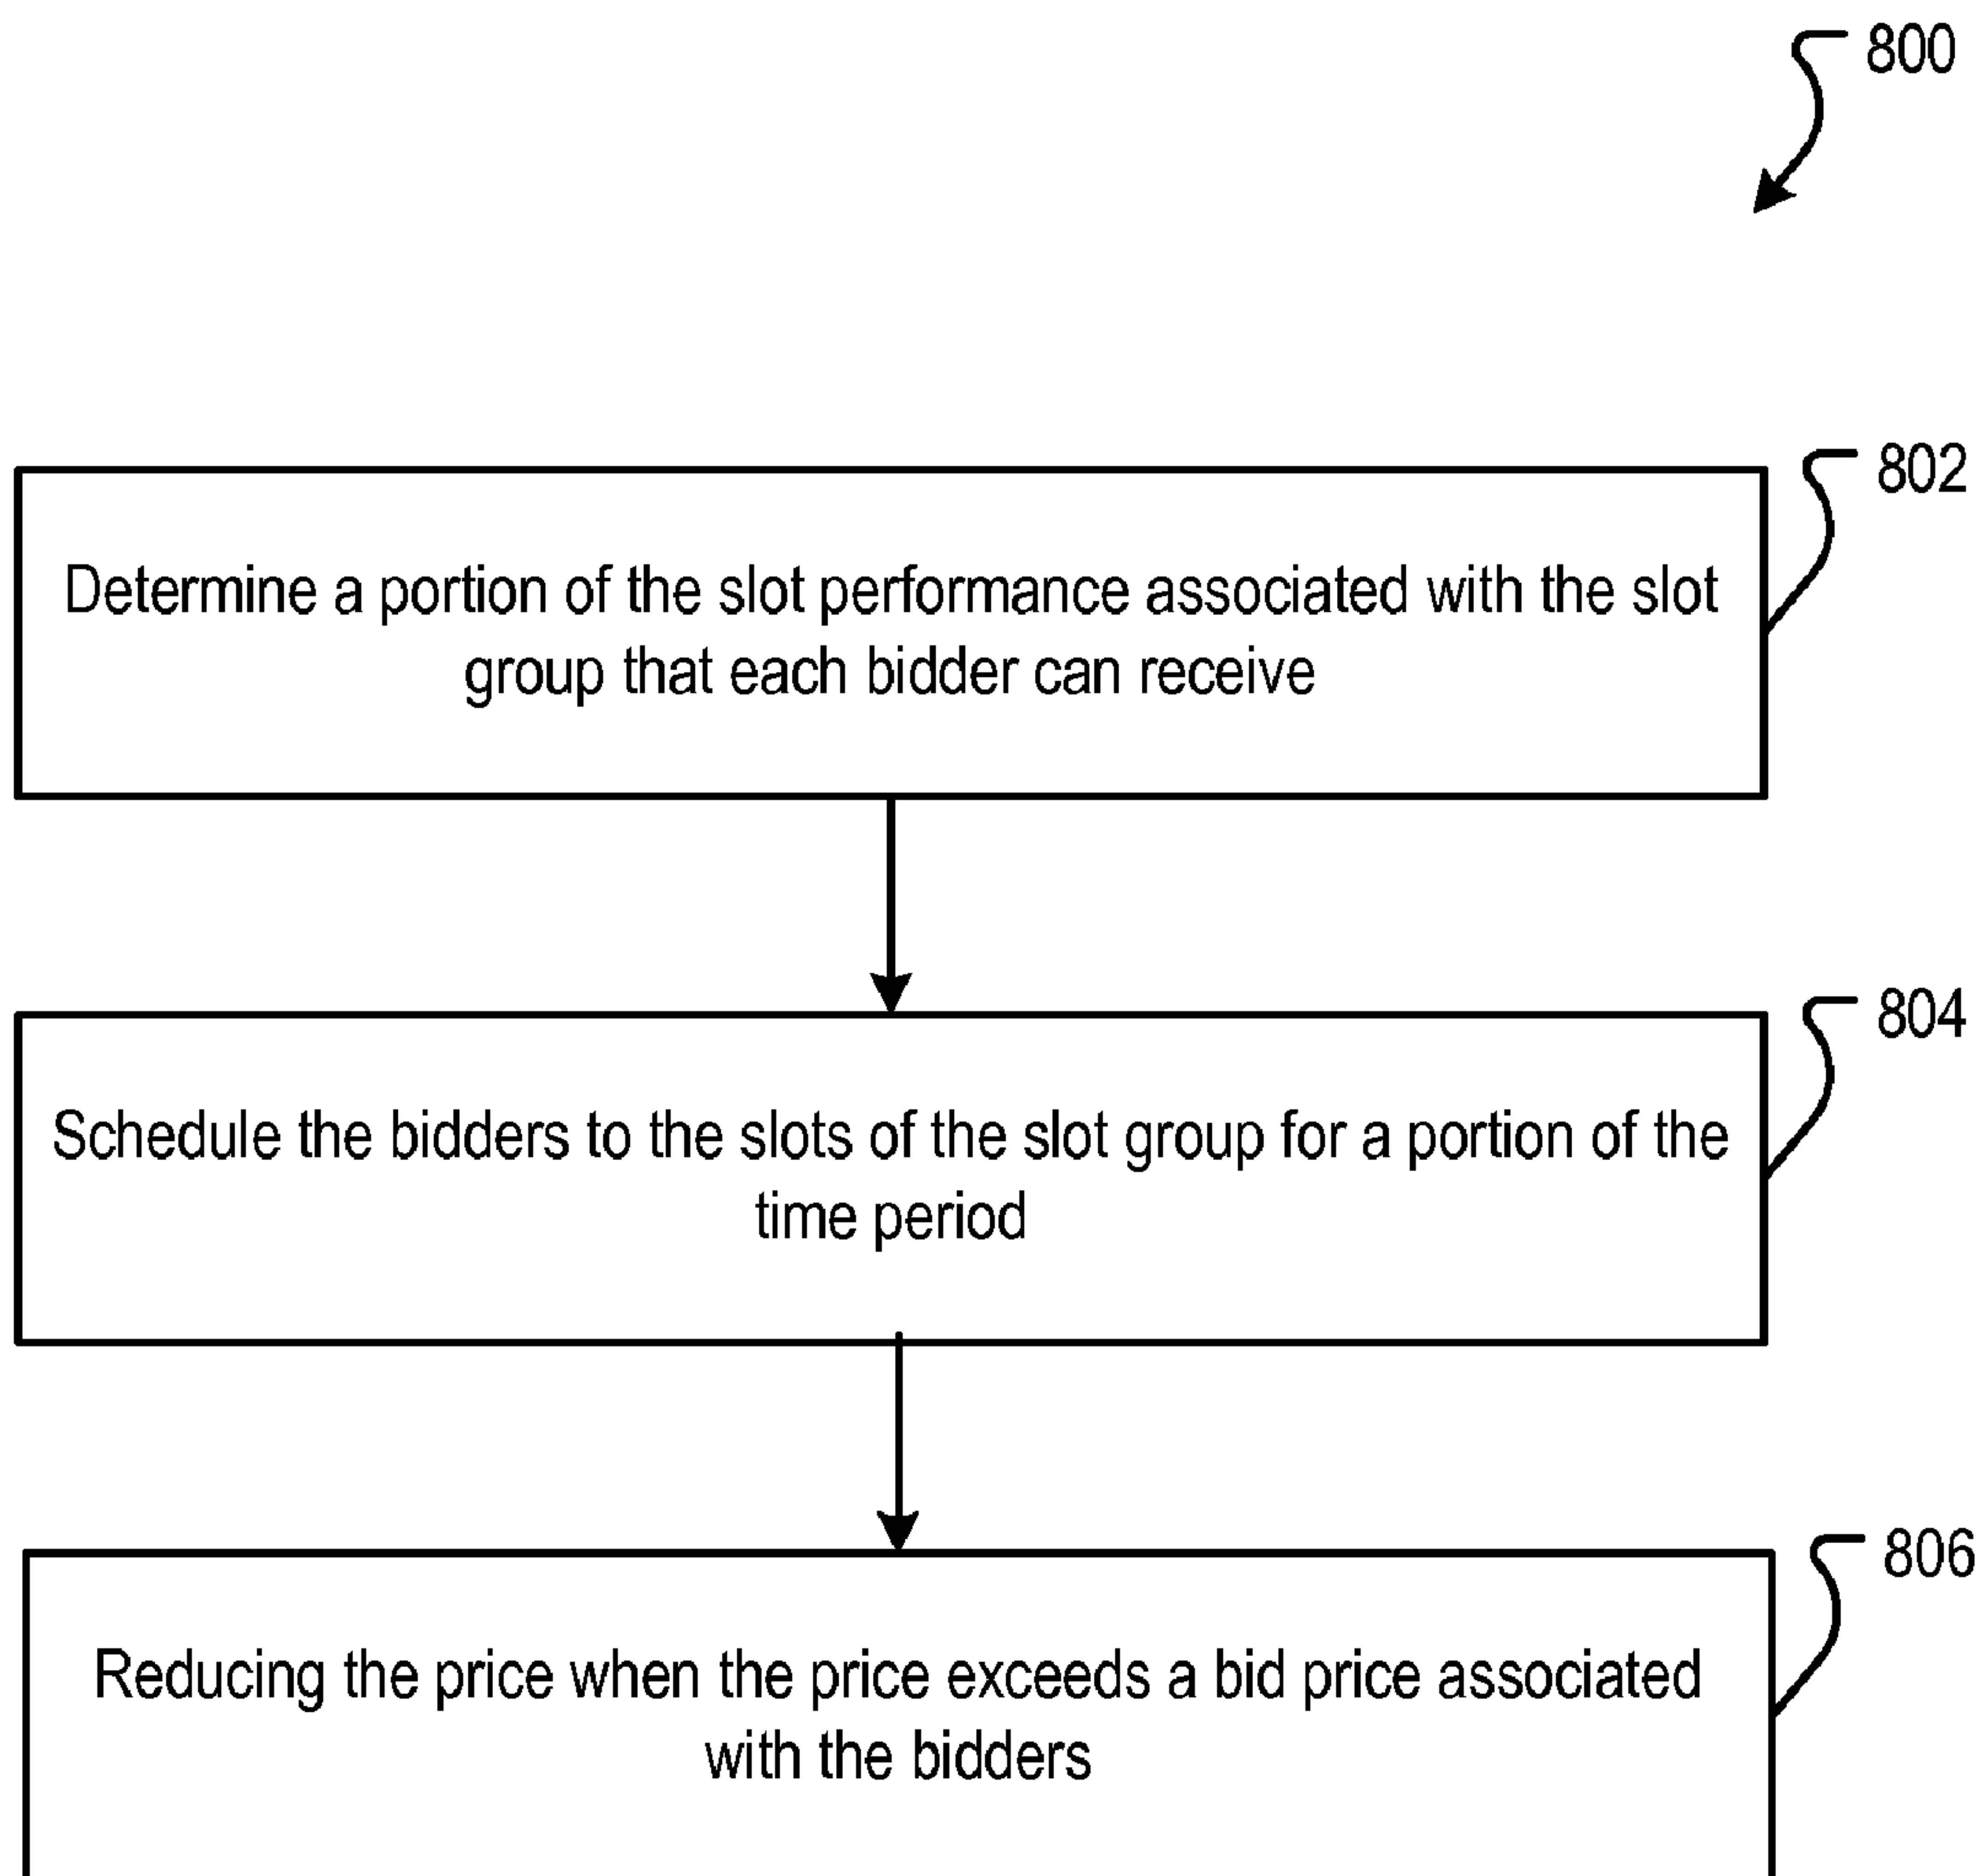 800
802
Determine a portion of the slot performance associated with the slot
group that each bidder can receive
804
Schedule the bidders to the slots of the slot group for a portion of the
time period
806
Reducing the price when the price exceeds a bid price associated
with the bidders